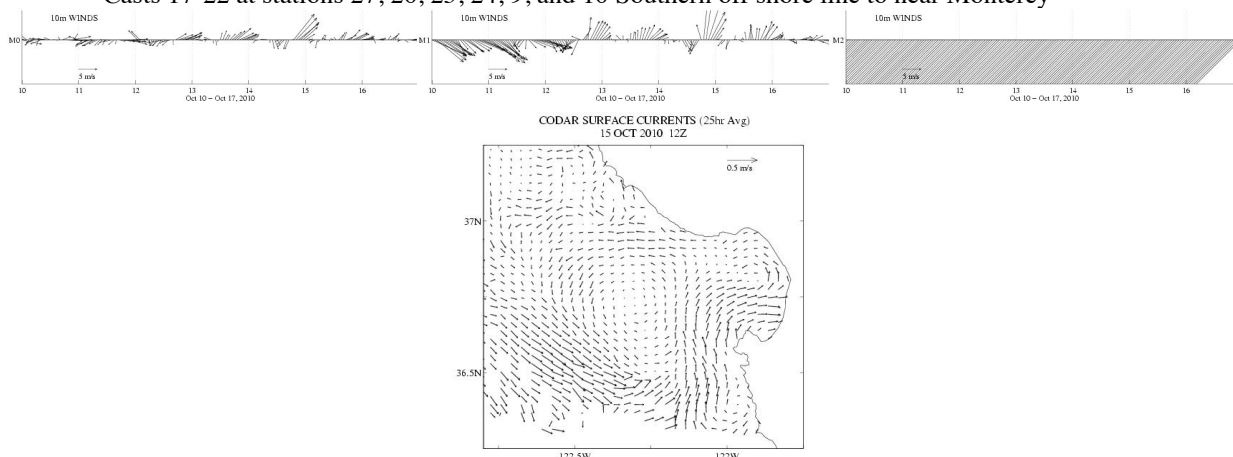 Casts 17-22 at stations 27, 26, 25, 24, 9, and 10 Southern off shore line to near Monterey
10m WINDS
M0
5 m/s
10 11 12 13 14 15 16
Oct 10 – Oct 17, 2010
10m WINDS
M1
5 m/s
10 11 12 13 14 15 16
Oct 10 – Oct 17, 2010
10m WINDS
M2
5 m/s
10 11 12 13 14 15 16
Oct 10 – Oct 17, 2010
CODAR SURFACE CURRENTS (25hr Avg)
15 OCT 2010 12Z
0.5 m/s
37N
36.5N
122.5W 122W